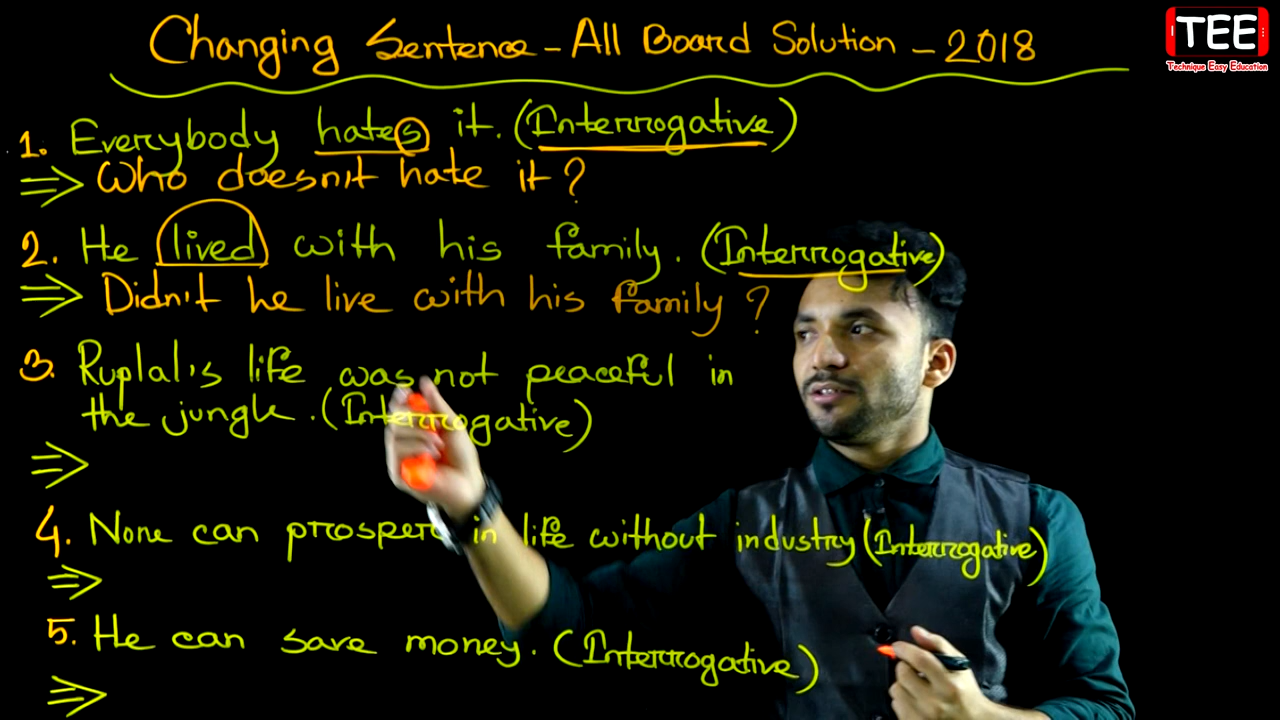 Changing Sentence - All Board Solution - 2018
TEE
Technique Easy Education
1. Everybody hates it. (Interrogative)
⇒ Who doesn't hate it?
2. He lived with his family. (Interrogative)
⇒ Didn't he live with his family?
3. Ruplal's life was not peaceful in
the jungle. (Interrogative)
⇒
4. None can prosper in life without industry (Interrogative)
⇒
5. He can save money. (Interrogative)
⇒